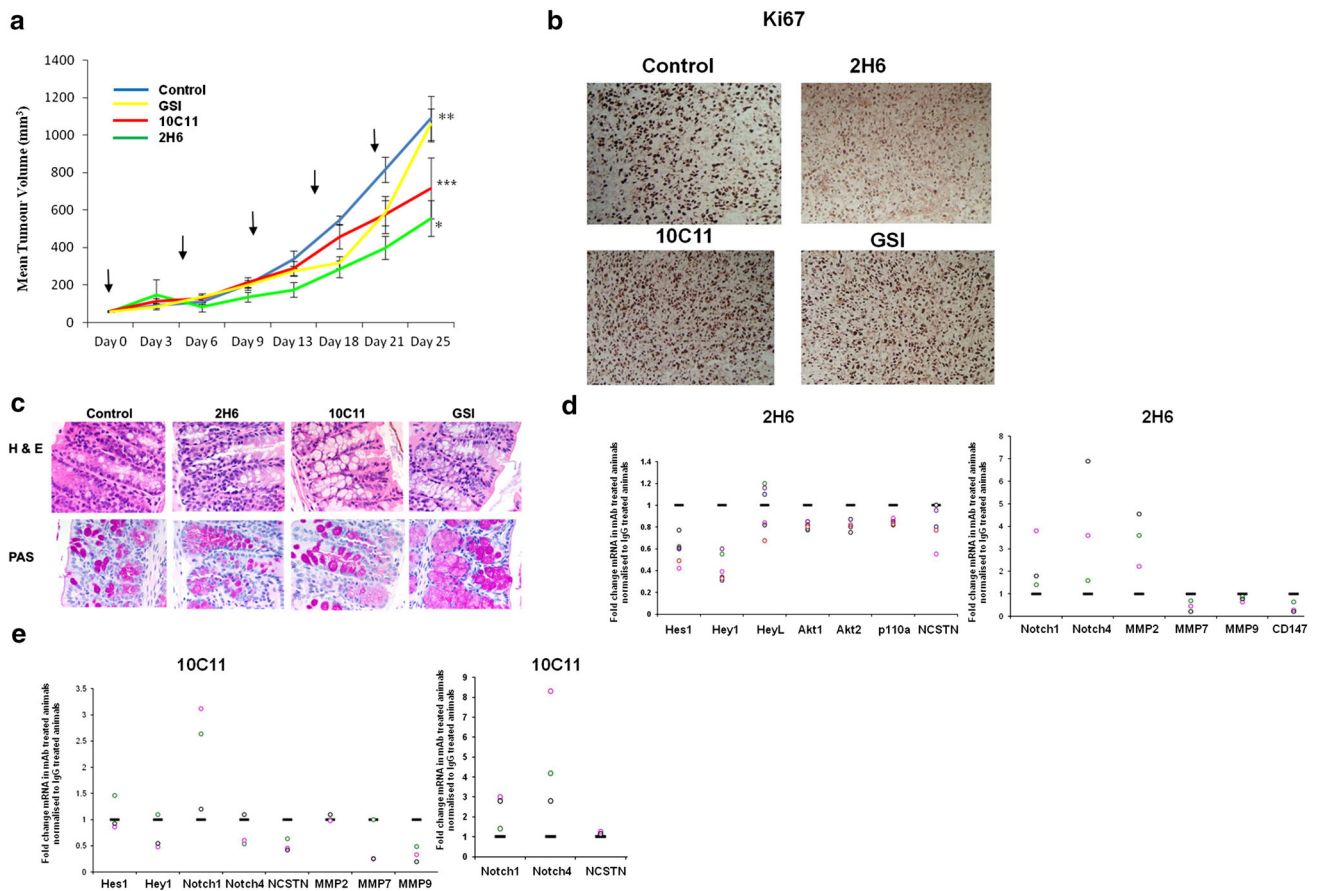 a
Mean Tumour Volume (mm³)
1400
1200
1000
800
600
400
200
0
Control
GSI
10C11
2H6
**
***
*
Day 0 Day 3 Day 6 Day 9 Day 13 Day 18 Day 21 Day 25
b
Ki67
Control 2H6
10C11 GSI
c
Control 2H6 10C11 GSI
H & E
PAS
d
2H6
Fold change mRNA in mAb treated animals
normalised to IgG treated animals
1.4
1.2
1
0.8
0.6
0.4
0.2
0
Hes1 Hey1 HeyL Akt1 Akt2 p110a NCSTN
2H6
Fold change mRNA in mAb treated animals
normalised to IgG treated animals
8
7
6
5
4
3
2
1
0
Notch1 Notch4 MMP2 MMP7 MMP9 CD147
e
10C11
Fold change mRNA in mAb treated animals
normalised to IgG treated animals
3.5
3
2.5
2
1.5
1
0.5
0
Hes1 Hey1 Notch1 Notch4 NCSTN MMP2 MMP7 MMP9
10C11
Fold change mRNA in mAb treated animals
normalised to IgG treated animals
9
8
7
6
5
4
3
2
1
0
Notch1 Notch4 NCSTN